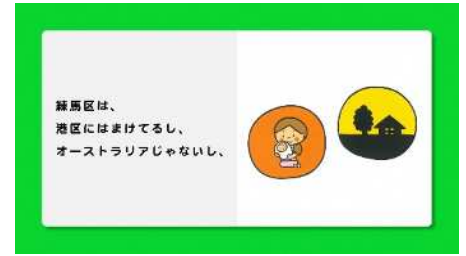 練馬区は、
港区にはまけてるし、
オーストラリアじゃないし、